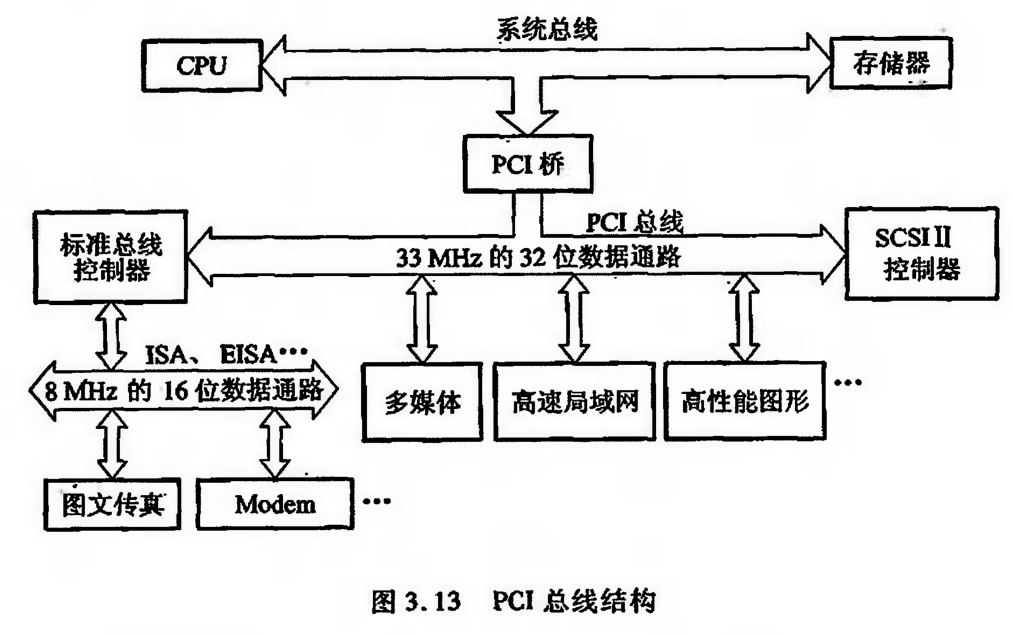 系统总线
CPU
存储器
PCI 桥
PCI 总线
标准总线
控制器
33 MHz 的 32 位数据通路
SCSI Ⅱ
控制器
ISA、 EISA…
8 MHz 的 16 位数据通路
多媒体
高速局域网
高性能图形
…
图文传真
Modem
…
图 3.13 PCI 总线结构